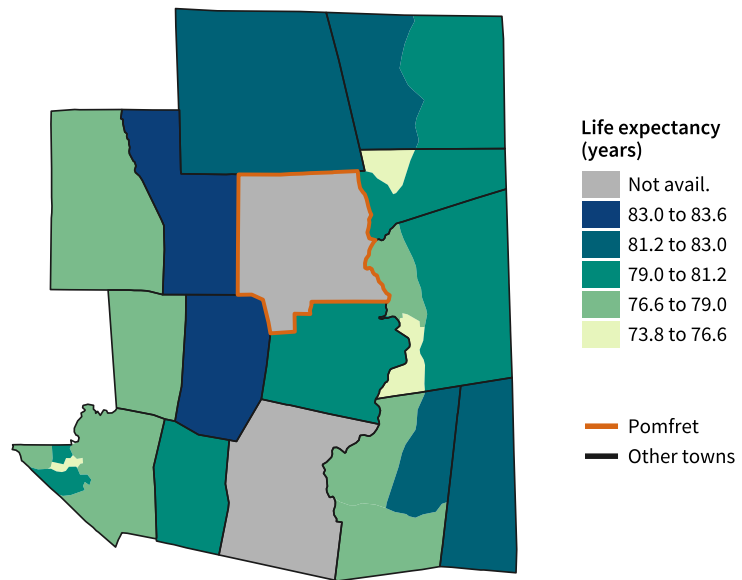 Life expectancy
(years)
Not avail.
83.0 to 83.6
81.2 to 83.0
79.0 to 81.2
76.6 to 79.0
73.8 to 76.6
Pomfret
Other towns